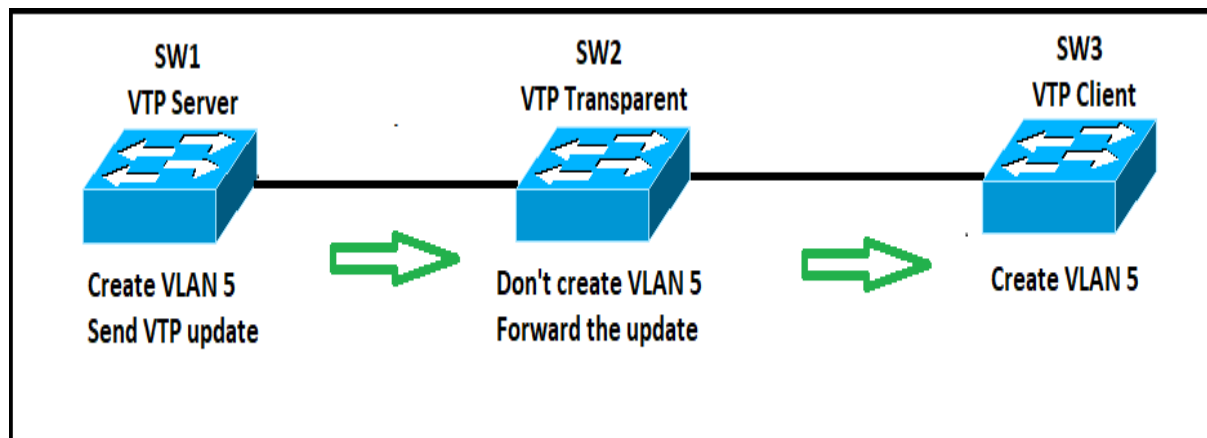 SW1
VTP Server
SW2
VTP Transparent
SW3
VTP Client
Create VLAN 5
Send VTP update
Don't create VLAN 5
Forward the update
Create VLAN 5